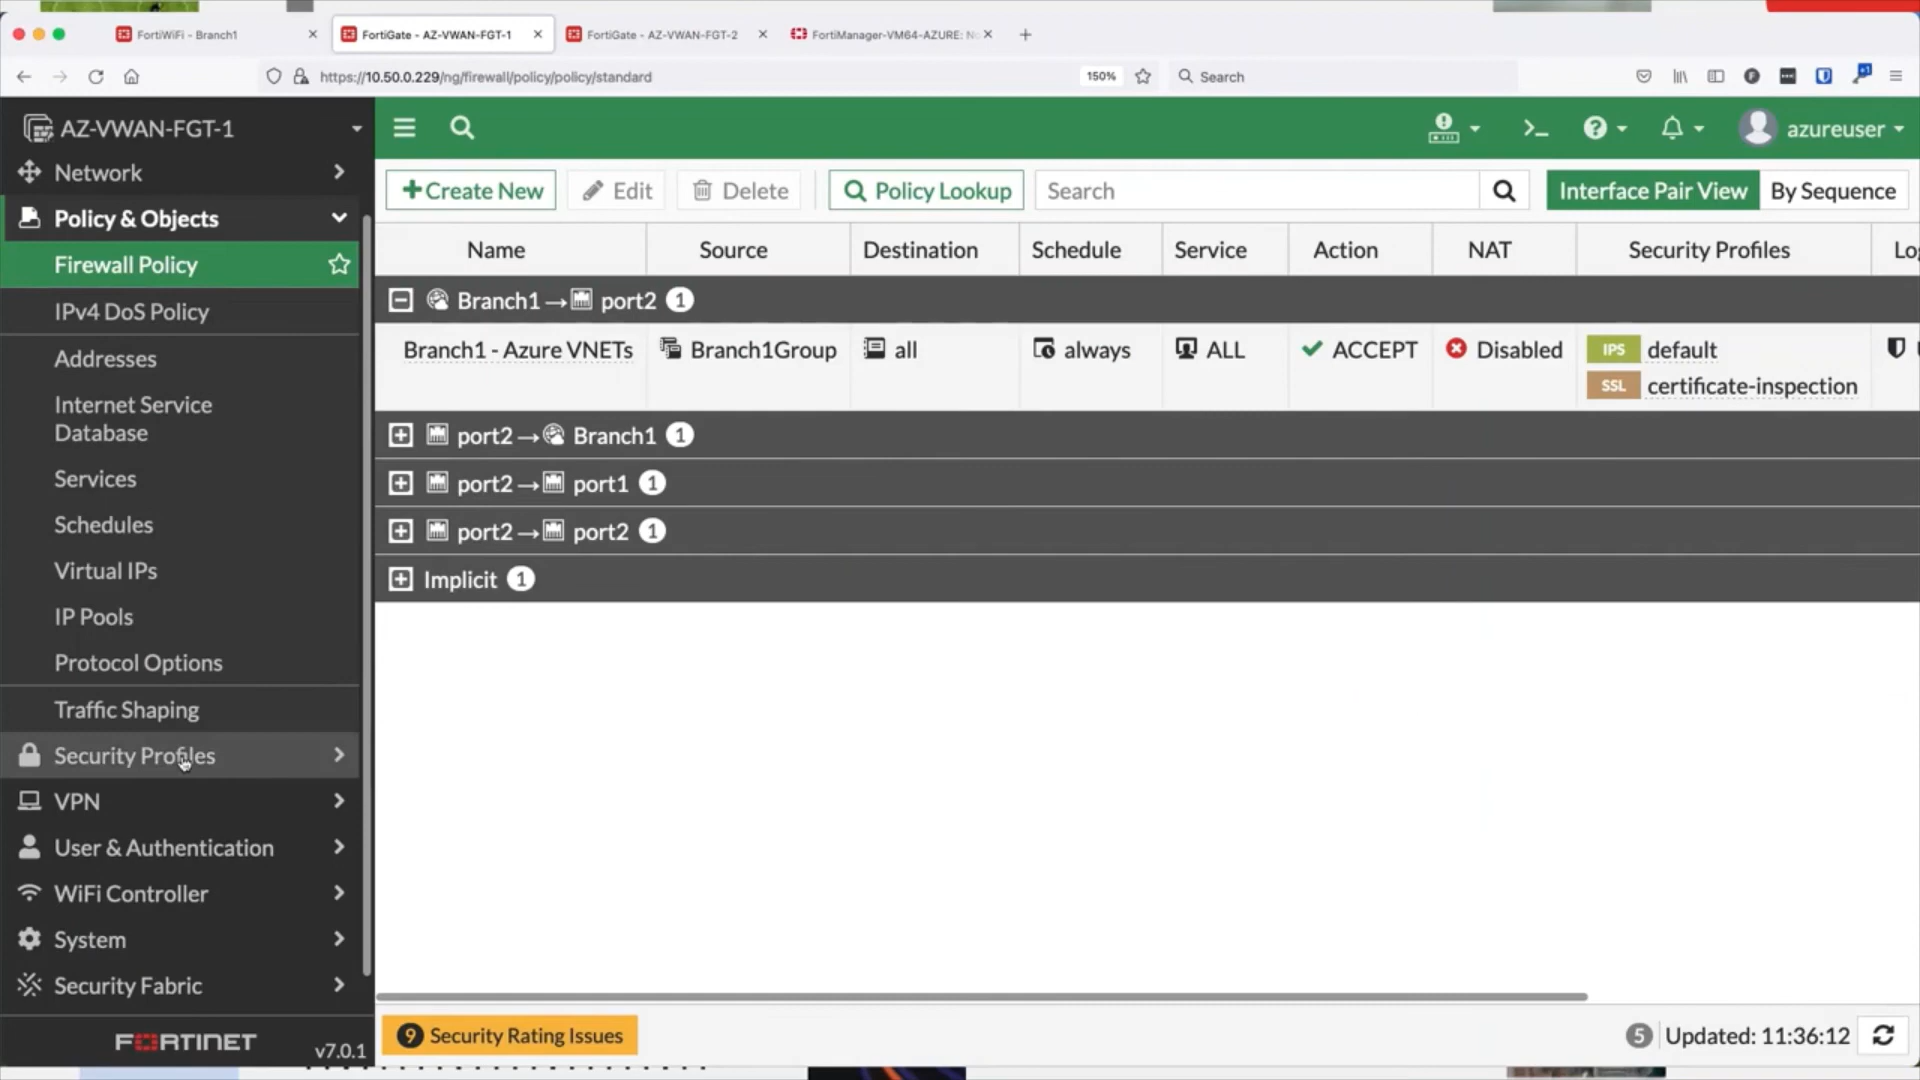 FortiWiFi - Branch1
FortiGate - AZ-VWAN-FGT-1
FortiGate - AZ-VWAN-FGT-2
FortiManager-VM64-AZURE:
https://10.50.0.229/ng/firewall/policy/policy/standard
150%
Search
AZ-VWAN-FGT-1
azureuser
Network
Policy & Objects
Firewall Policy
IPv4 DoS Policy
Addresses
Internet Service
Database
Services
Schedules
Virtual IPs
IP Pools
Protocol Options
Traffic Shaping
Security Profiles
VPN
User & Authentication
WiFi Controller
System
Security Fabric
FORTINET
v7.0.1
Create New
Edit
Delete
Policy Lookup
Search
Interface Pair View
By Sequence
Name Source Destination Schedule Service Action NAT Security Profiles
Branch1 → port2 1
Branch1 - Azure VNETs Branch1Group all always ALL ACCEPT Disabled IPS default
SSL certificate-inspection
port2 → Branch1 1
port2 → port1 1
port2 → port2 1
Implicit 1
9 Security Rating Issues
5 Updated: 11:36:12